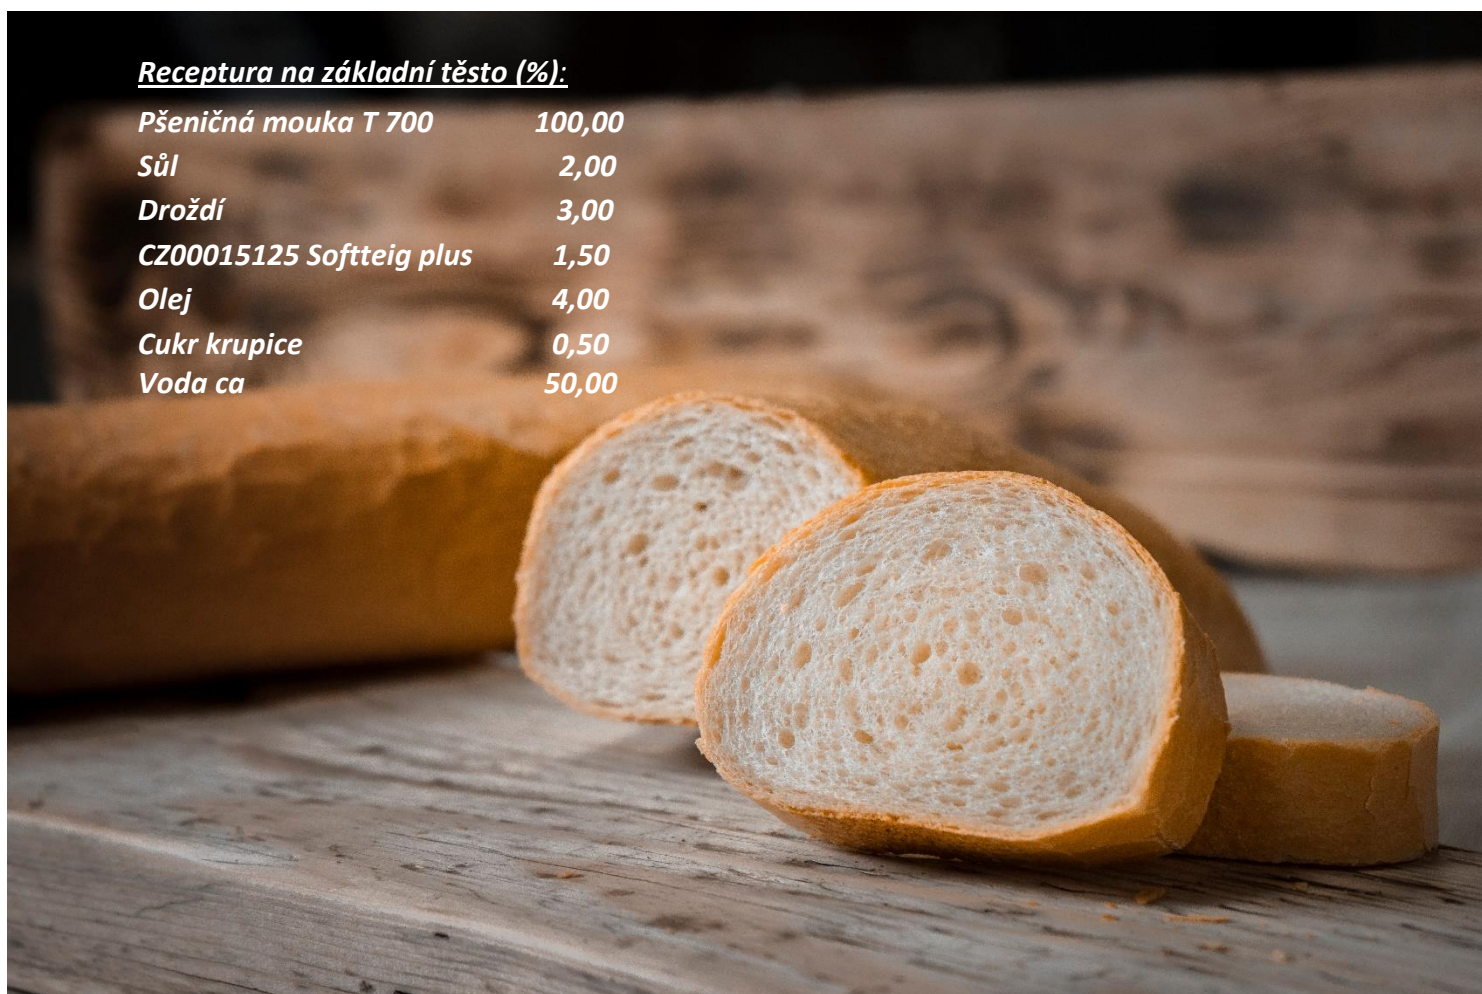 Receptura na základní těsto (%):
Pšeničná mouka T 700 100,00
Sůl 2,00
Droždí 3,00
CZ00015125 Softteig plus 1,50
Olej 4,00
Cukr krupice 0,50
Voda ca 50,00